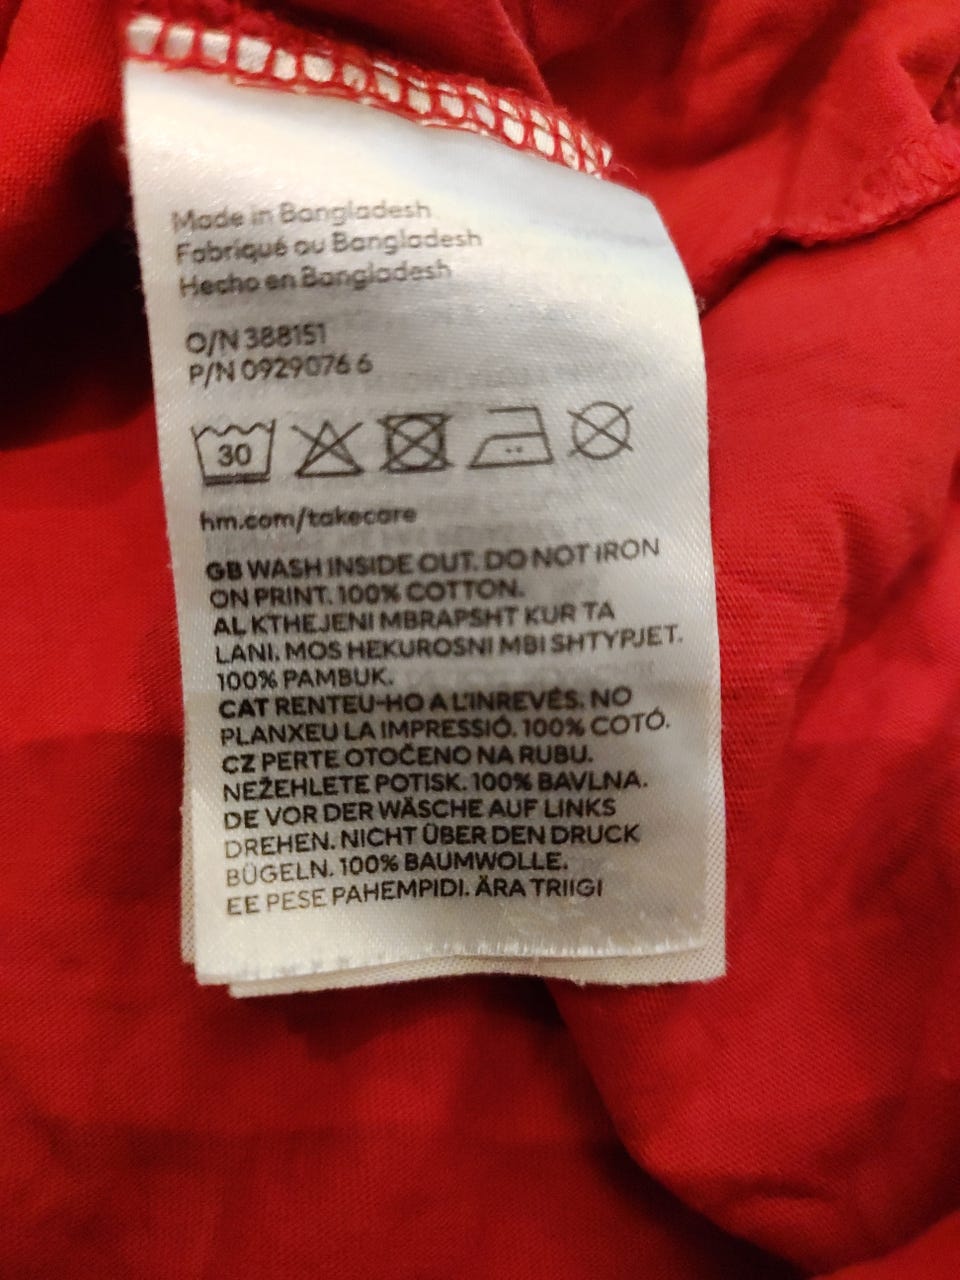 Made in Bangladesh
Fabriqué au Bangladesh
Hecho en Bangladesh
O/N 388151
P/N 0929076 6
30
hm.com/takecare
GB WASH INSIDE OUT. DO NOT IRON
ON PRINT. 100% COTTON.
AL KTHEJENI MBRAPSHT KUR TA
LANI. MOS HEKUROSNI MBI SHTYPJET.
100% PAMBUK.
CAT RENTEU-HO A L'INREVÉS. NO
PLANXEU LA IMPRESSIÓ. 100% COTÓ.
CZ PERTE OTOČENO NA RUBU.
NEŽEHLETE POTISK. 100% BAVLNA.
DE VOR DER WÄSCHE AUF LINKS
DREHEN. NICHT ÜBER DEN DRUCK
BÜGELN. 100% BAUMWOLLE.
EE PESE PAHEMPIDI. ÄRA TRIIGI